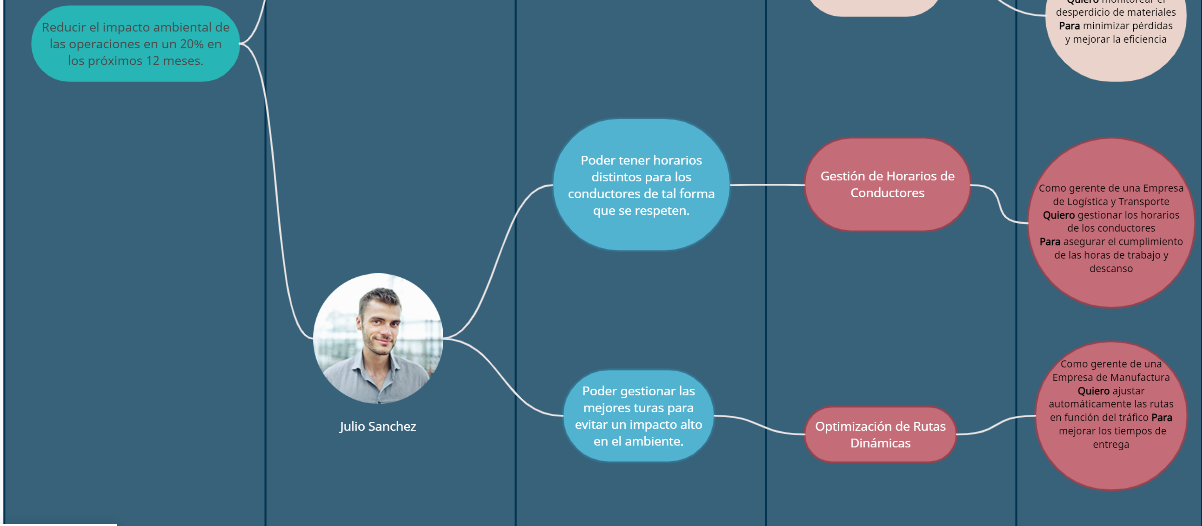 Reducir el impacto ambiental de
las operaciones en un 20% en
los próximos 12 meses.
Quiero monitorear el
desperdicio de materiales
Para minimizar pérdidas
y mejorar la eficiencia
Poder tener horarios
distintos para los
conductores de tal forma
que se respeten.
Gestión de Horarios de
Conductores
Como gerente de una Empresa
de Logística y Transporte
Quiero gestionar los horarios
de los conductores
Para asegurar el cumplimiento
de las horas de trabajo y
descanso
Julio Sanchez
Poder gestionar las
mejores turas para
evitar un impacto alto
en el ambiente.
Optimización de Rutas
Dinámicas
Como gerente de una
Empresa de Manufactura
Quiero ajustar
automáticamente las rutas
en función del tráfico Para
mejorar los tiempos de
entrega